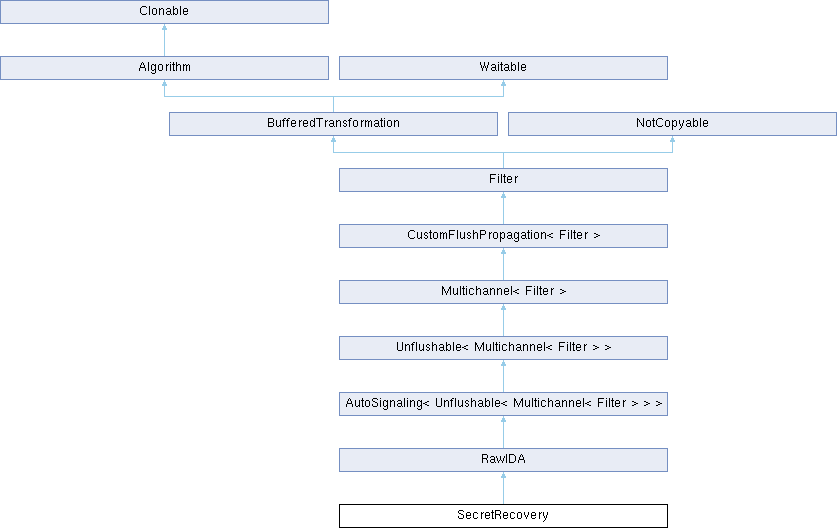 Clonable
Algorithm
Waitable
BufferedTransformation
NotCopyable
Filter
CustomFlushPropagation< Filter >
Multichannel< Filter >
Unflushable< Multichannel< Filter > >
AutoSignaling< Unflushable< Multichannel< Filter > > >
RawIDA
SecretRecovery